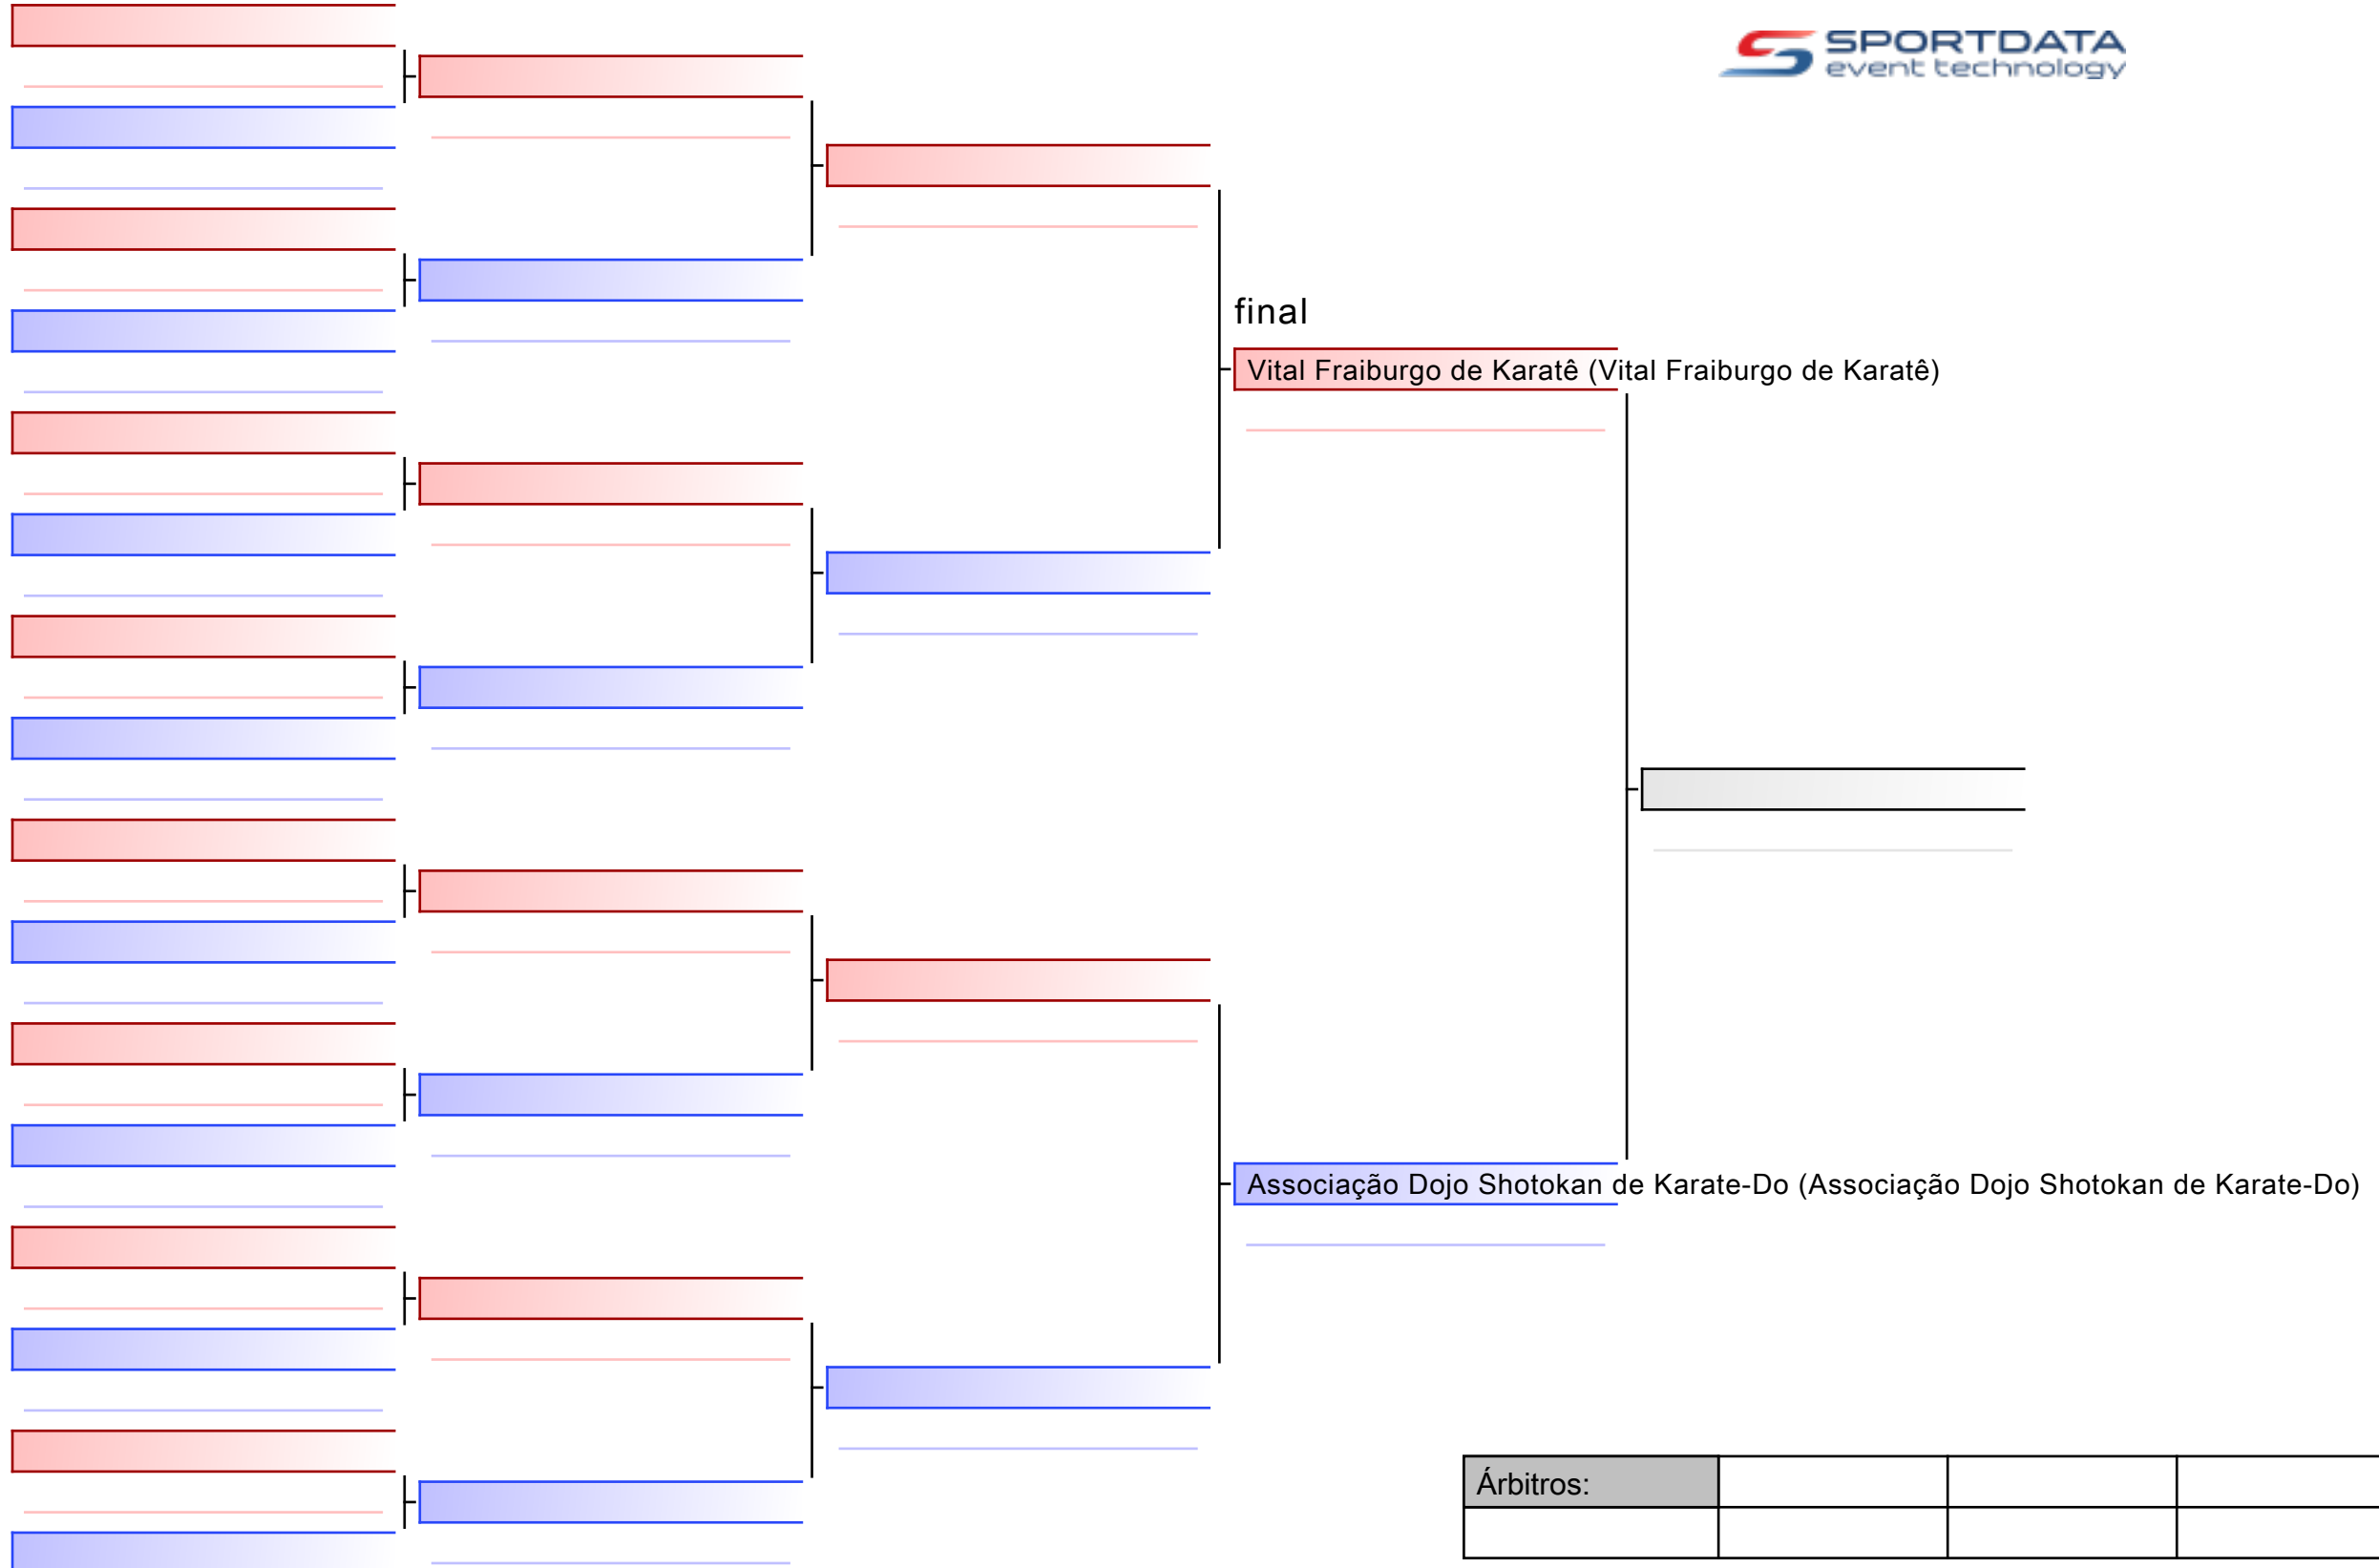 SPORTDATA
event technology
final
Vital Fraiburgo de Karatê (Vital Fraiburgo de Karatê)
Associação Dojo Shotokan de Karate-Do (Associação Dojo Shotokan de Karate-Do)
Árbitros: